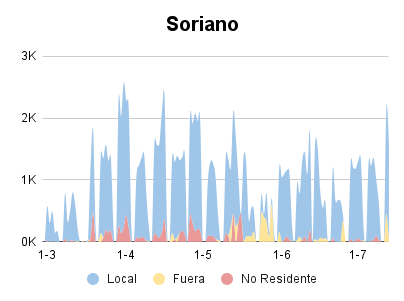 Soriano
3K
2K
1K
0K
1-3 1-4 1-5 1-6 1-7
Local Fuera No Residente